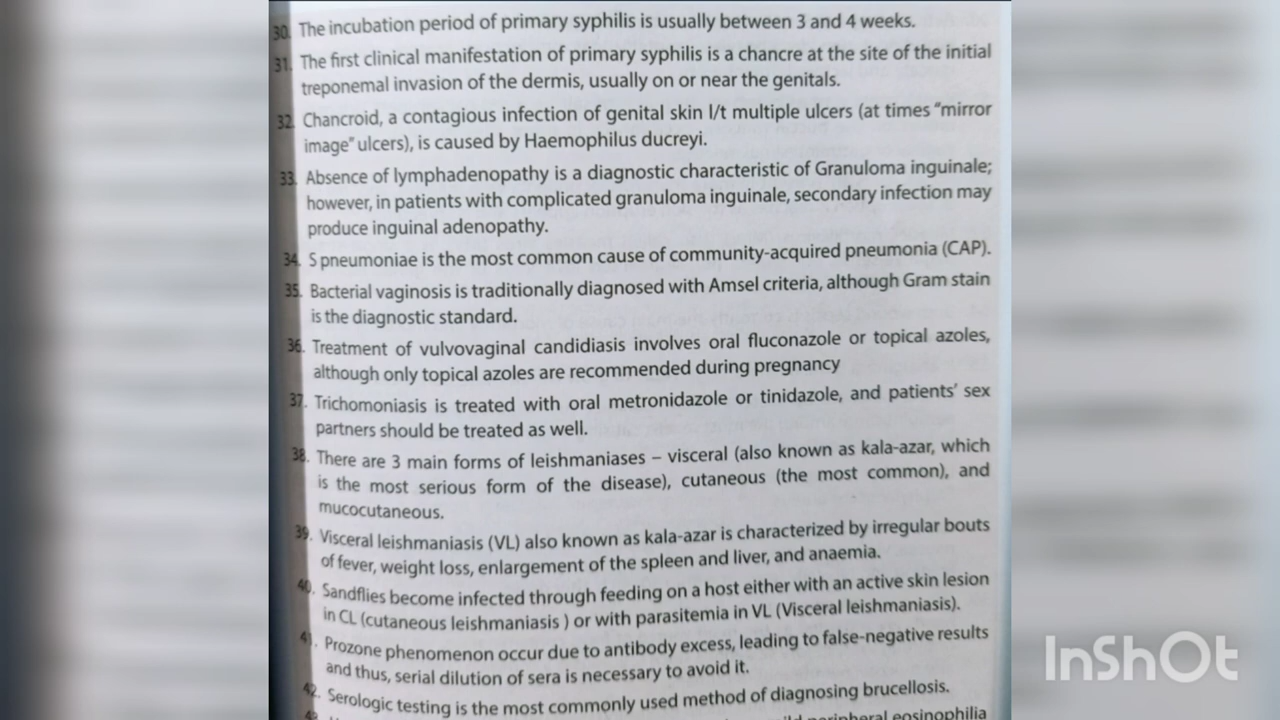 30. The incubation period of primary syphilis is usually between 3 and 4 weeks.
31. The first clinical manifestation of primary syphilis is a chancre at the site of the initial
treponemal invasion of the dermis, usually on or near the genitals.
32. Chancroid, a contagious infection of genital skin l/t multiple ulcers (at times "mirror
image" ulcers), is caused by Haemophilus ducreyi.
33. Absence of lymphadenopathy is a diagnostic characteristic of Granuloma inguinale;
however, in patients with complicated granuloma inguinale, secondary infection may
produce inguinal adenopathy.
34. S pneumoniae is the most common cause of community-acquired pneumonia (CAP).
35. Bacterial vaginosis is traditionally diagnosed with Amsel criteria, although Gram stain
is the diagnostic standard.
36. Treatment of vulvovaginal candidiasis involves oral fluconazole or topical azoles,
although only topical azoles are recommended during pregnancy
37. Trichomoniasis is treated with oral metronidazole or tinidazole, and patients' sex
partners should be treated as well.
38. There are 3 main forms of leishmaniases – visceral (also known as kala-azar, which
is the most serious form of the disease), cutaneous (the most common), and
mucocutaneous.
39. Visceral leishmaniasis (VL) also known as kala-azar is characterized by irregular bouts
of fever, weight loss, enlargement of the spleen and liver, and anaemia.
40. Sandflies become infected through feeding on a host either with an active skin lesion
in CL (cutaneous leishmaniasis ) or with parasitemia in VL (Visceral leishmaniasis).
41. Prozone phenomenon occur due to antibody excess, leading to false-negative results
and thus, serial dilution of sera is necessary to avoid it.
42. Serologic testing is the most commonly used method of diagnosing brucellosis.
43. peripheral eosinophilia
InShOt